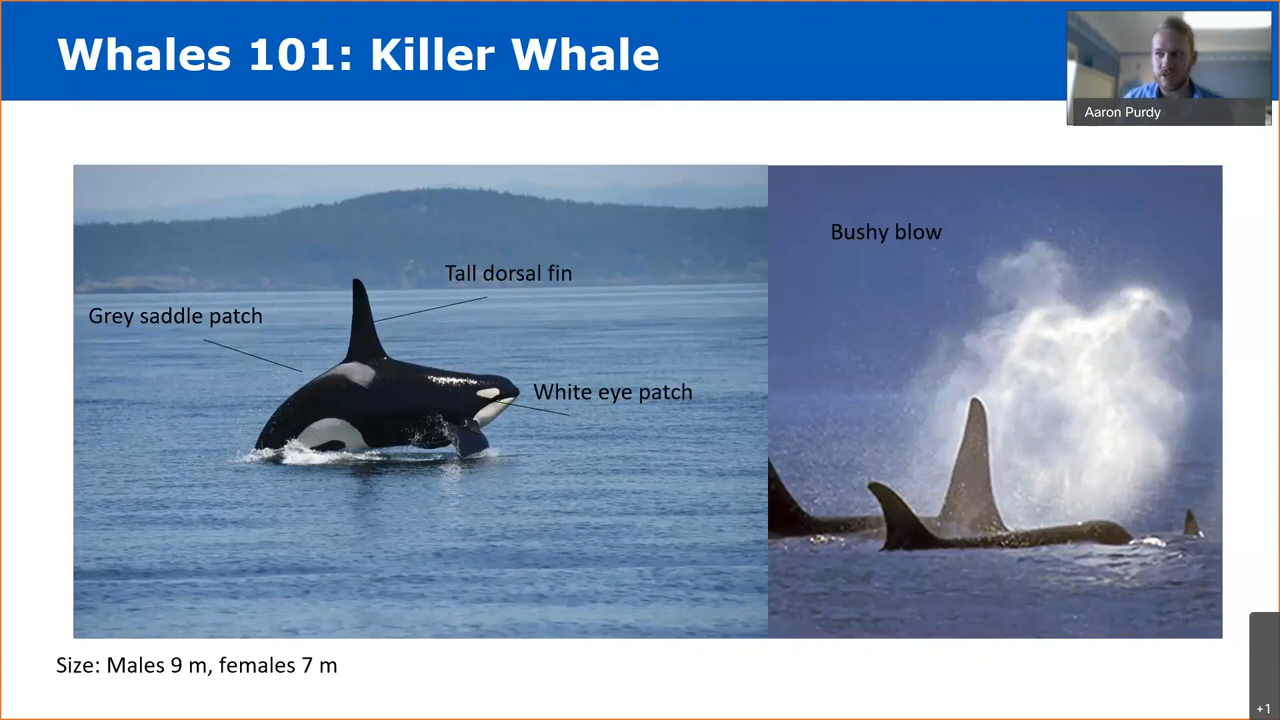 Whales 101: Killer Whale
Aaron Purdy
Tall dorsal fin
Grey saddle patch
White eye patch
Bushy blow
Size: Males 9 m, females 7 m
+1